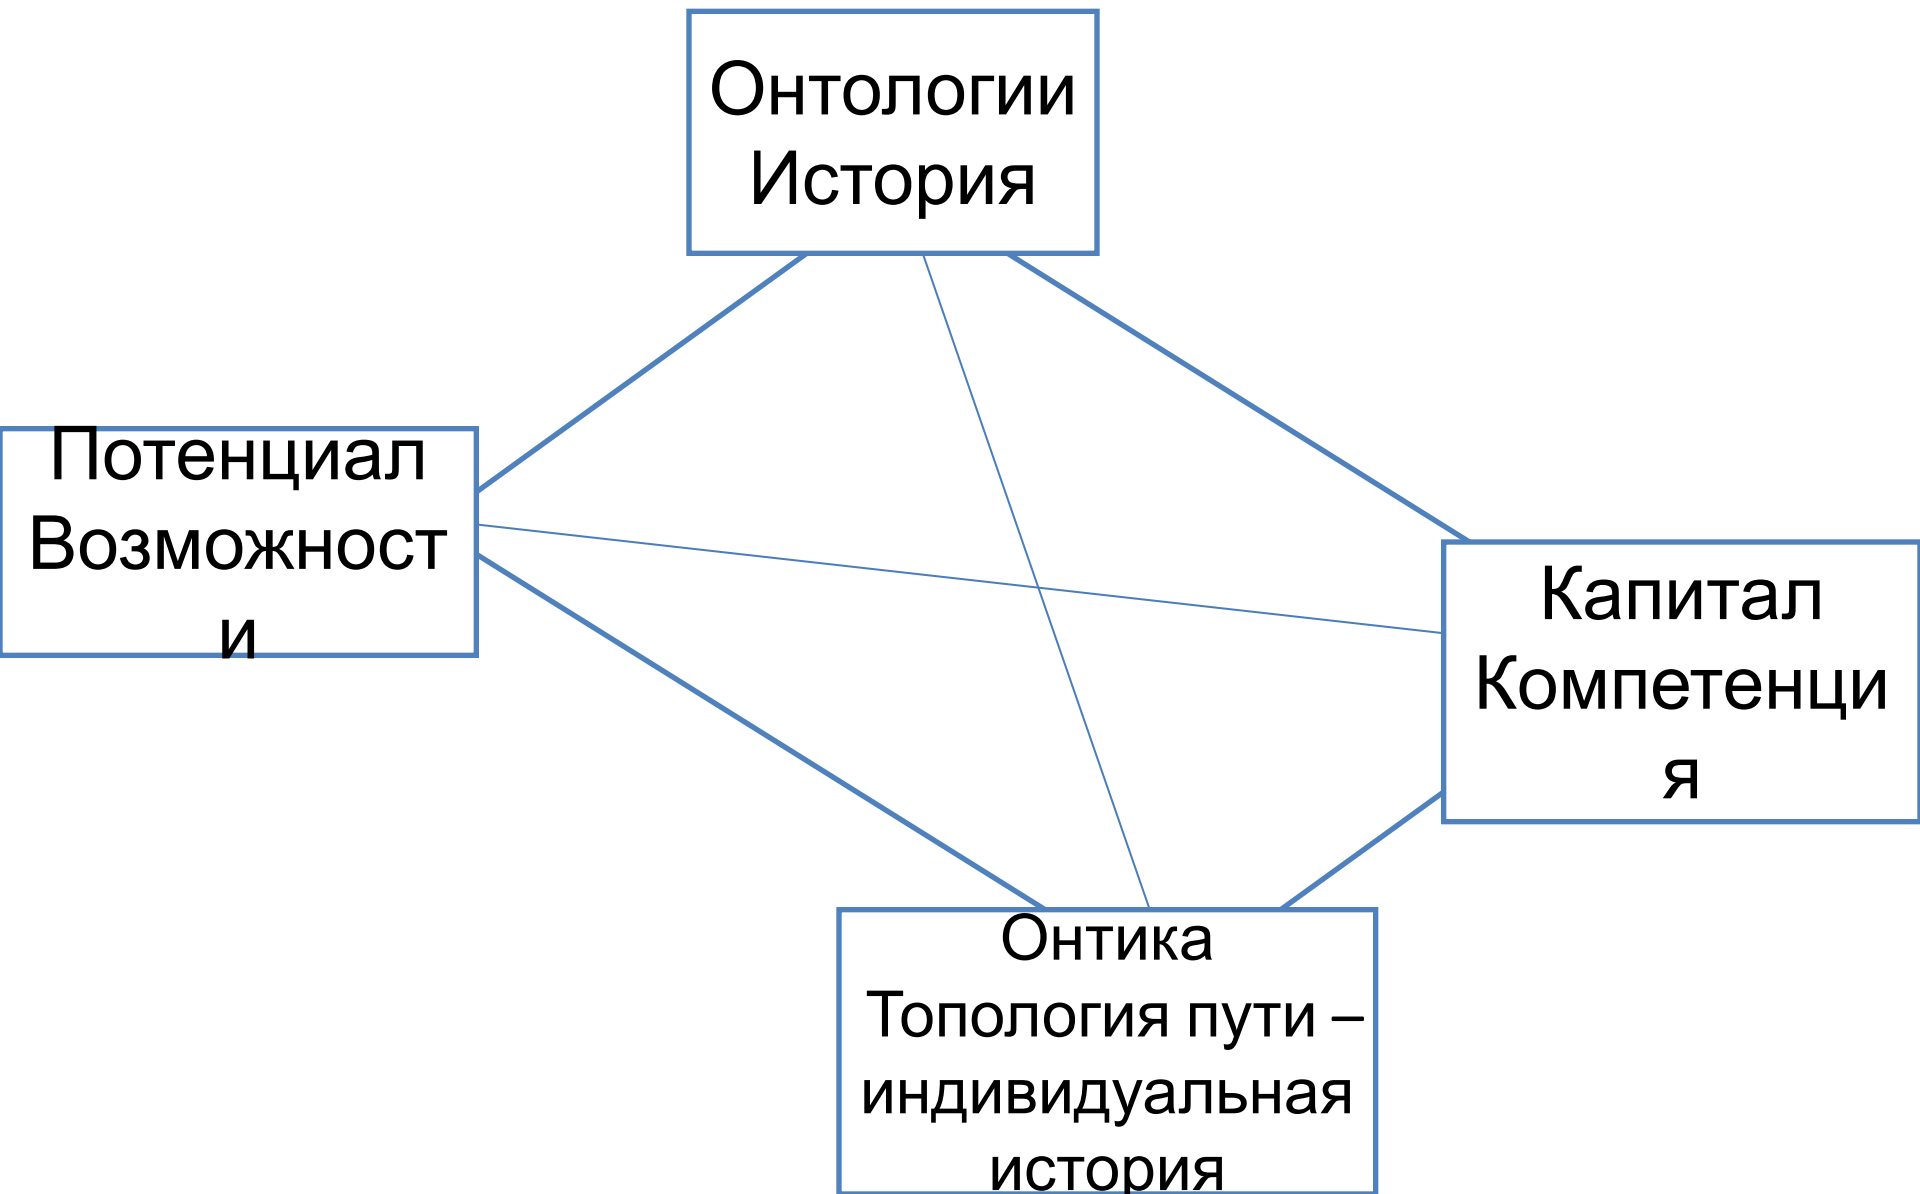 Онтологии
История
Потенциал
Возможност
и
Капитал
Компетенци
я
Онтика
Топология пути –
индивидуальная
история